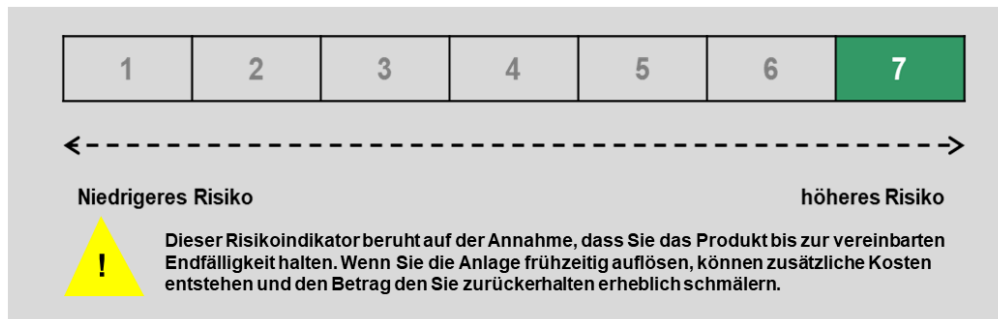 1 2 3 4 5 6 7
Niedrigeres Risiko höheres Risiko
! Dieser Risikoindikator beruht auf der Annahme, dass Sie das Produkt bis zur vereinbarten
Endfälligkeit halten. Wenn Sie die Anlage frühzeitig auflösen, können zusätzliche Kosten
entstehen und den Betrag den Sie zurückerhalten erheblich schmälern.